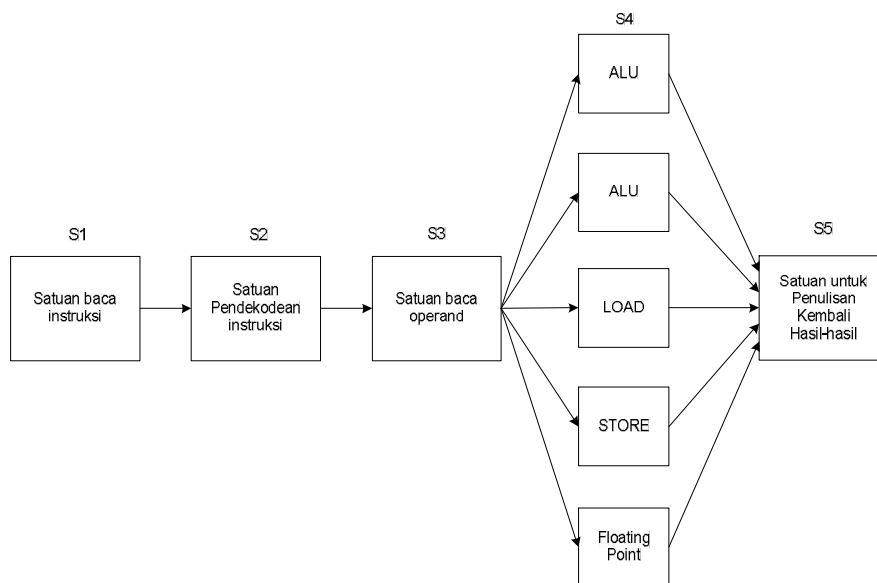 S1
Satuan baca
instruksi
S2
Satuan
Pendekodean
instruksi
S3
Satuan baca
operand
S4
ALU
ALU
LOAD
STORE
Floating
Point
S5
Satuan untuk
Penulisan
Kembali
Hasil-hasil